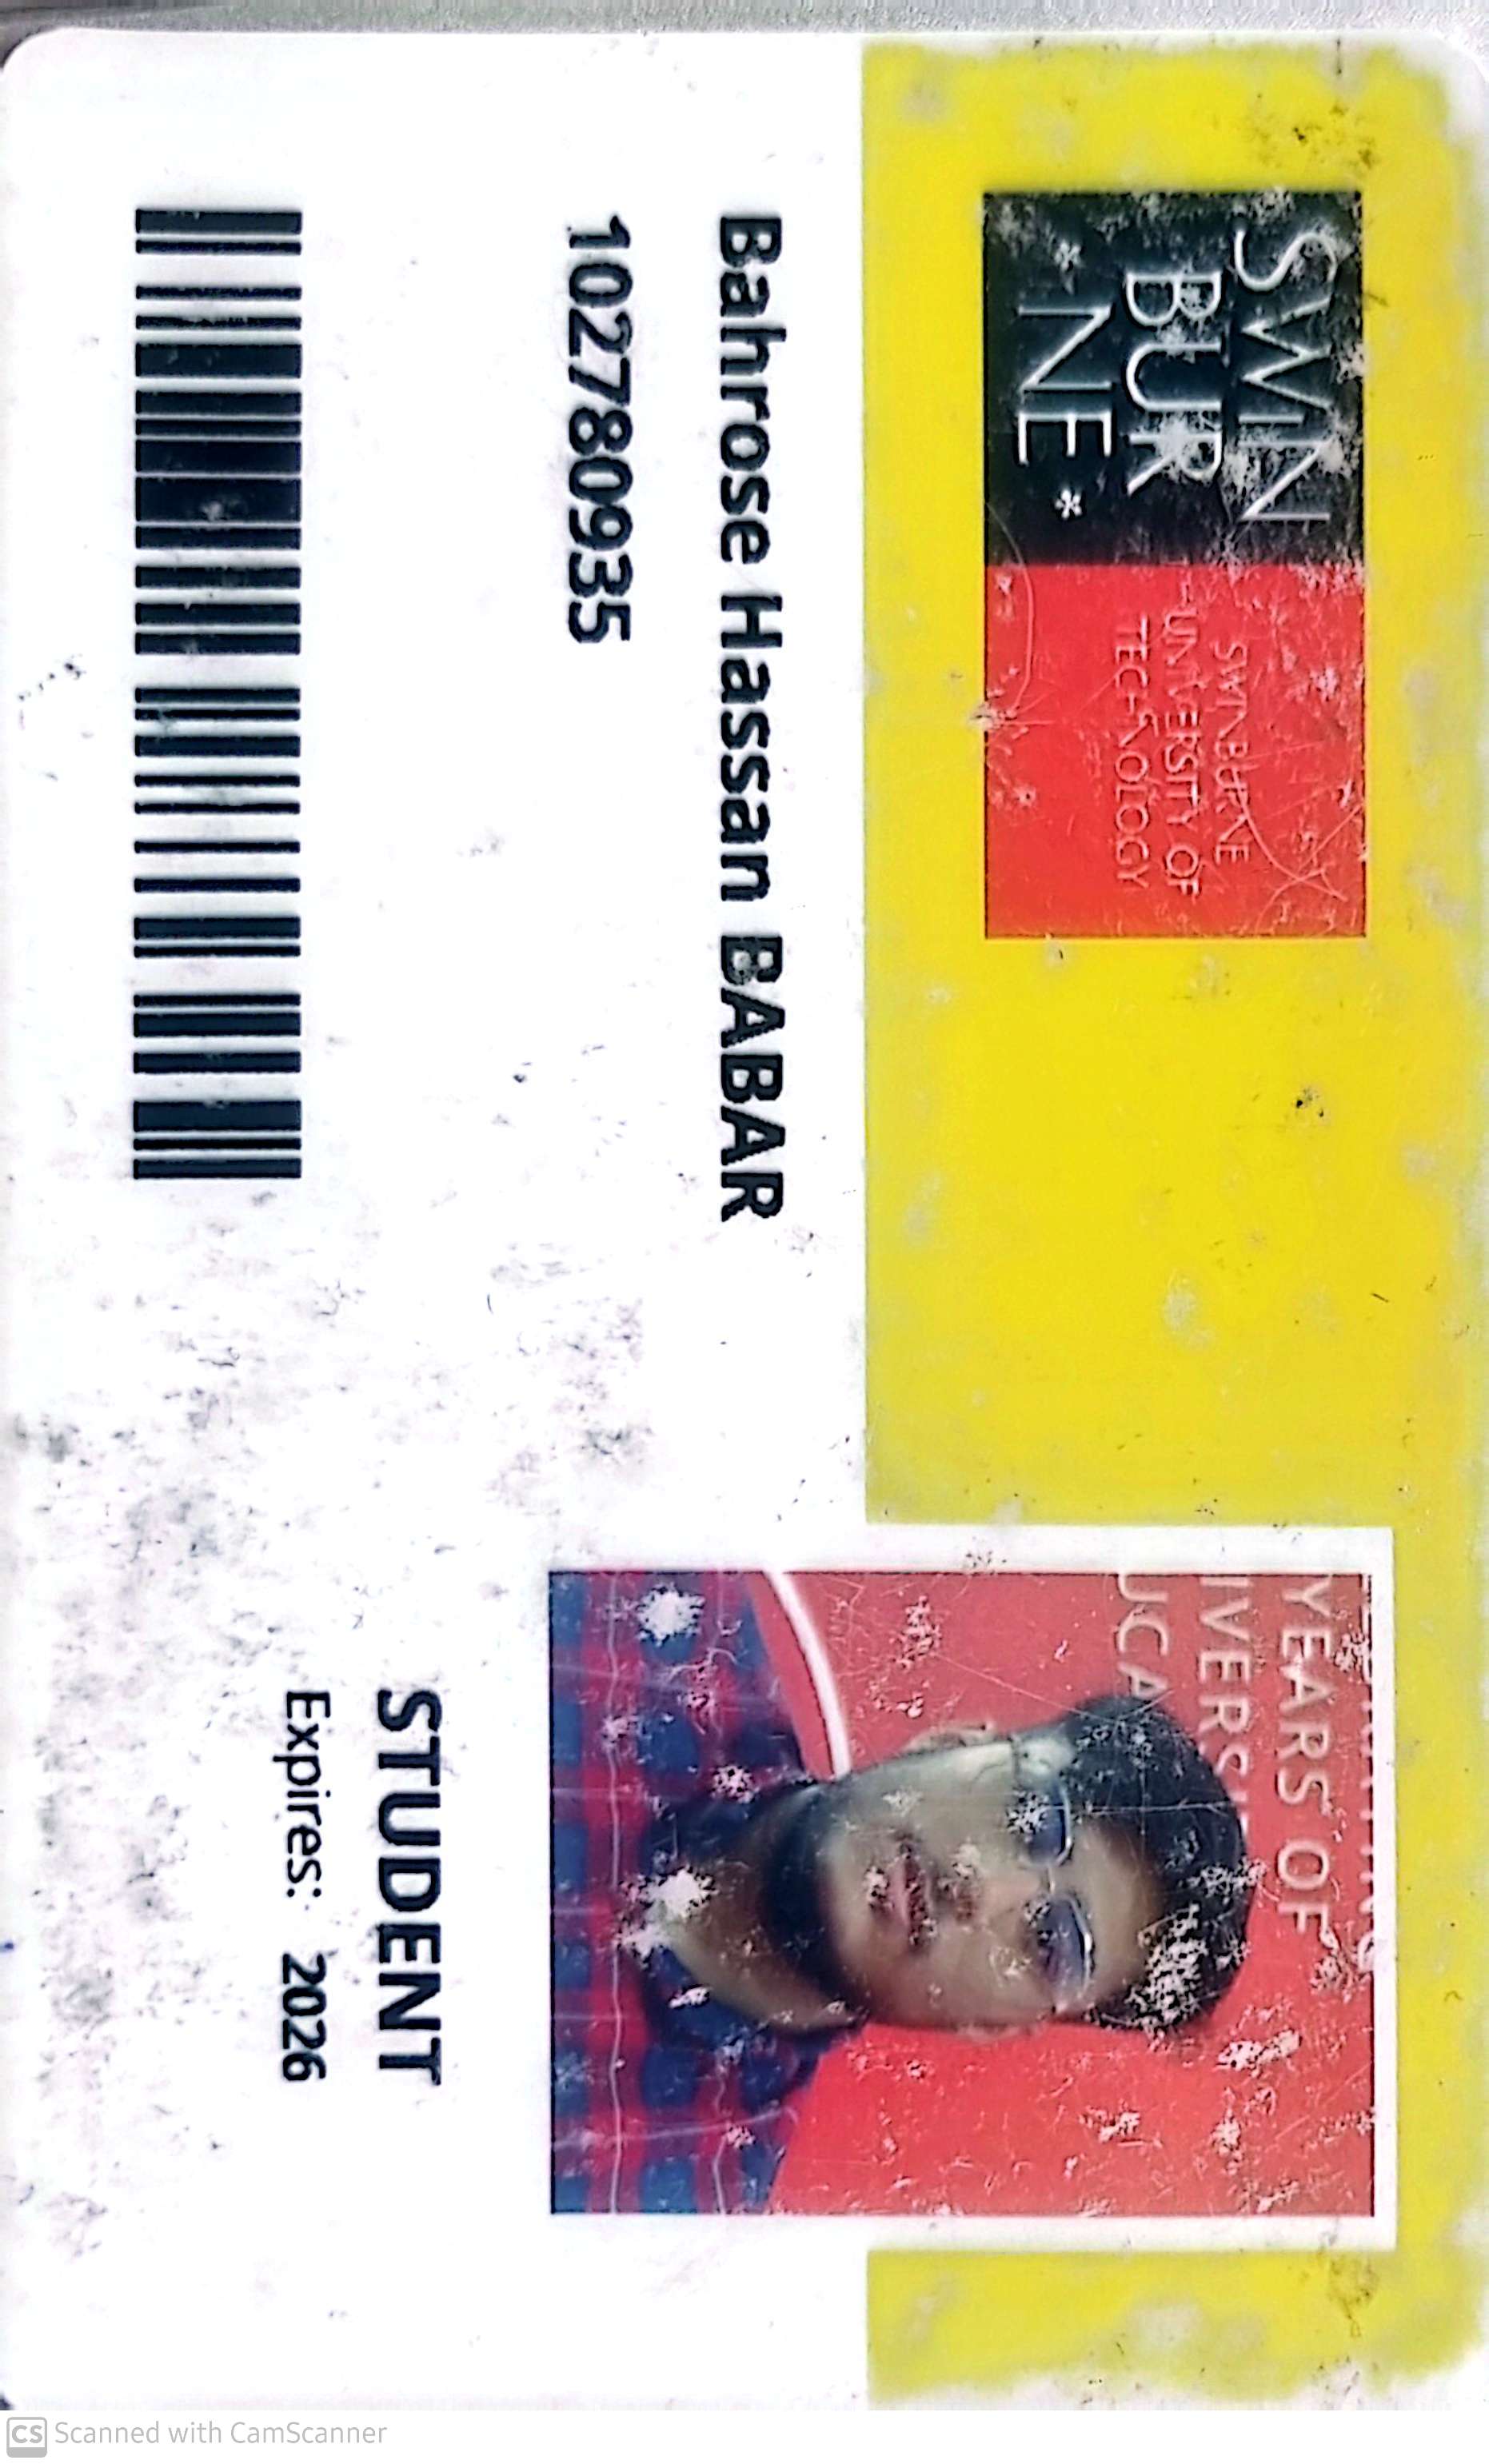 SWIN
BUR
* NE *
SWINBURNE
UNIVERSITY OF
TECHNOLOGY
YEARS OF
IVERSI
UCA
Bahrose Hassan BABAR
102780935
STUDENT
Expires: 2026
CS Scanned with CamScanner